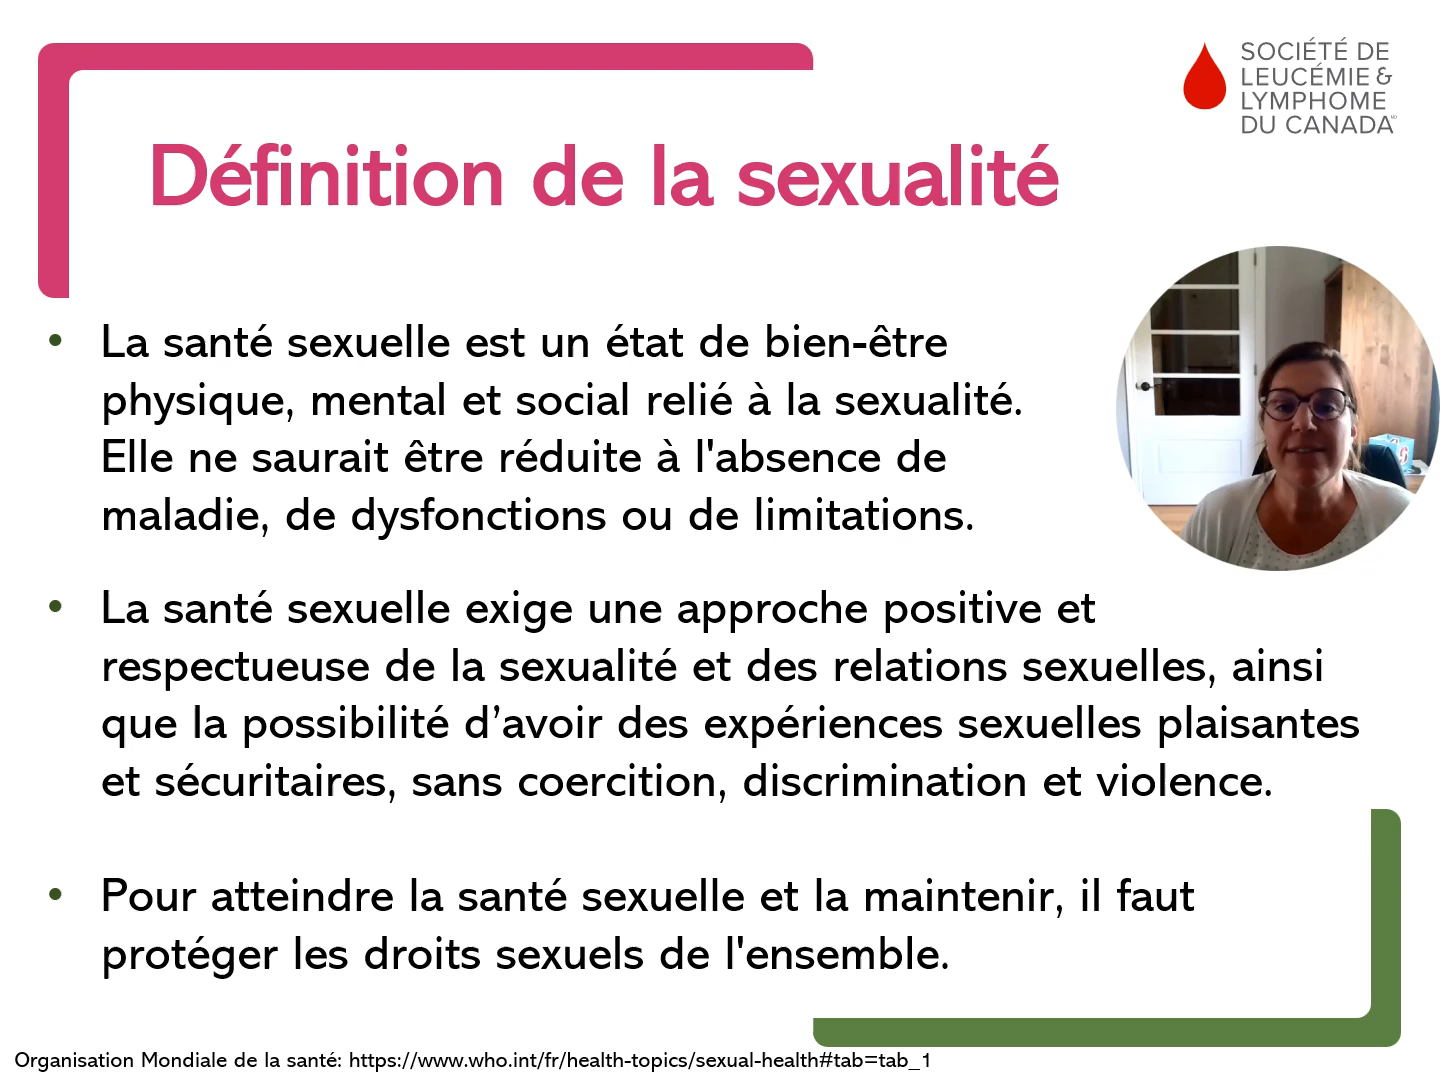 SOCIÉTÉ DE
LEUCÉMIE &
LYMPHOME
DU CANADA
Définition de la sexualité
• La santé sexuelle est un état de bien-être
physique, mental et social relié à la sexualité.
Elle ne saurait être réduite à l'absence de
maladie, de dysfonctions ou de limitations.
• La santé sexuelle exige une approche positive et
respectueuse de la sexualité et des relations sexuelles, ainsi
que la possibilité d’avoir des expériences sexuelles plaisantes
et sécuritaires, sans coercition, discrimination et violence.
• Pour atteindre la santé sexuelle et la maintenir, il faut
protéger les droits sexuels de l'ensemble.
Organisation Mondiale de la santé: https://www.who.int/fr/health-topics/sexual-health#tab=tab_1